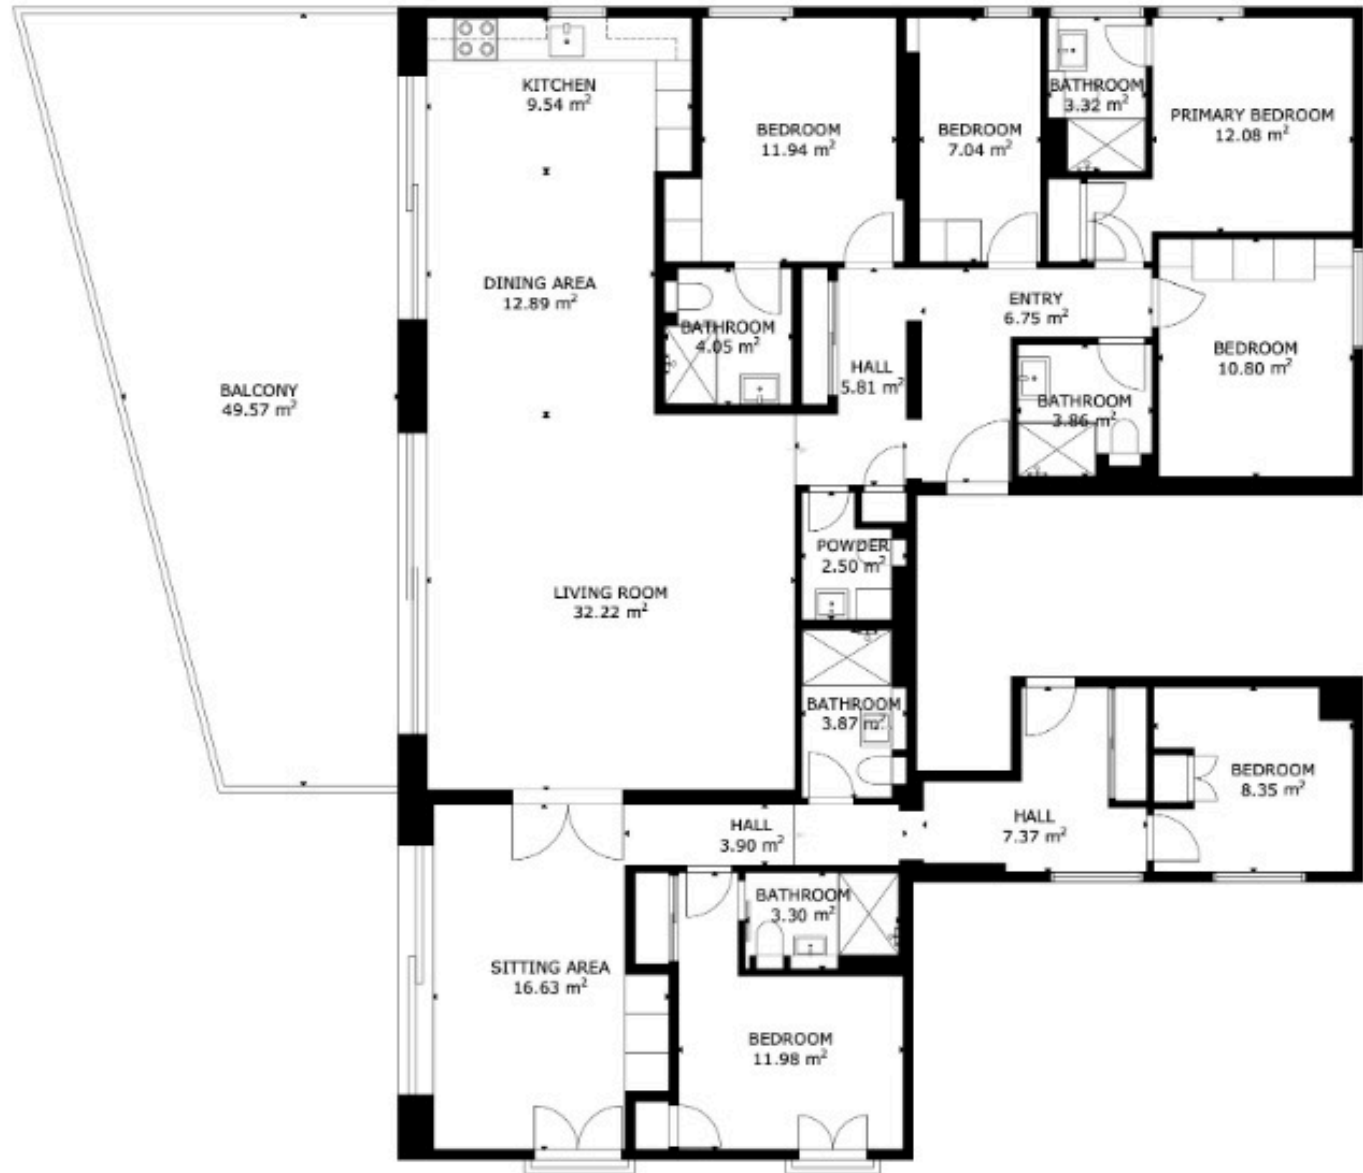 KITCHEN
9.54 m²
BEDROOM
11.94 m²
BEDROOM
7.04 m²
BATHROOM
3.32 m²
PRIMARY BEDROOM
12.08 m²
DINING AREA
12.89 m²
BATHROOM
4.05 m²
ENTRY
6.75 m²
HALL
5.81 m²
BEDROOM
10.80 m²
BALCONY
49.57 m²
BATHROOM
3.86 m²
POWDER
2.50 m²
LIVING ROOM
32.22 m²
BATHROOM
3.87 m²
BEDROOM
8.35 m²
HALL
3.90 m²
HALL
7.37 m²
BATHROOM
3.30 m²
SITTING AREA
16.63 m²
BEDROOM
11.98 m²